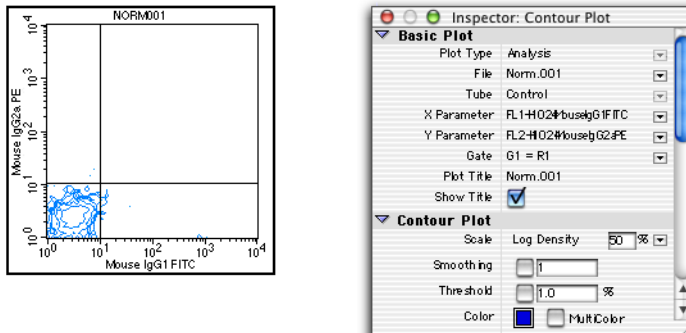 NORM001
10^4
10^3
10^2
10^1
10^0
Mouse IgG2a PE
10^0 10^1 10^2 10^3 10^4
Mouse IgG1 FITC
Inspector: Contour Plot
Basic Plot
Plot Type Analysis
File Norm.001
Tube Control
X Parameter
Y Parameter
Gate G1 = R1
Plot Title Norm.001
Show Title
Contour Plot
Scale Log Density 50 %
Smoothing 1
Threshold 1.0 %
Color MultiColor